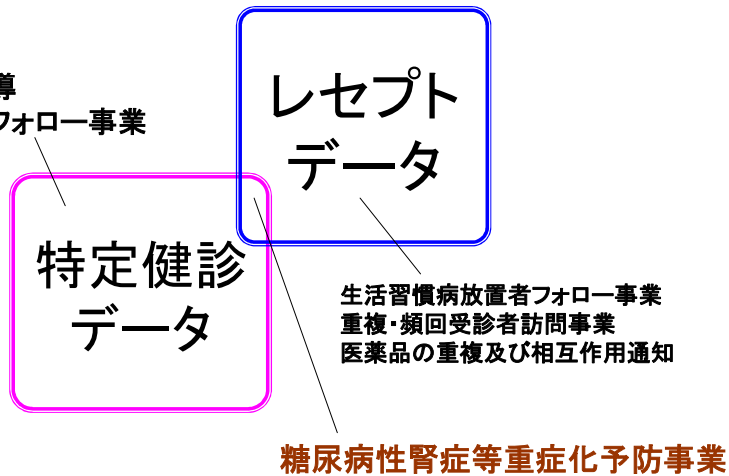 導
フォロー事業
レセプト
データ
特定健診
データ
生活習慣病放置者フォロー事業
重複・頻回受診者訪問事業
医薬品の重複及び相互作用通知
糖尿病性腎症等重症化予防事業